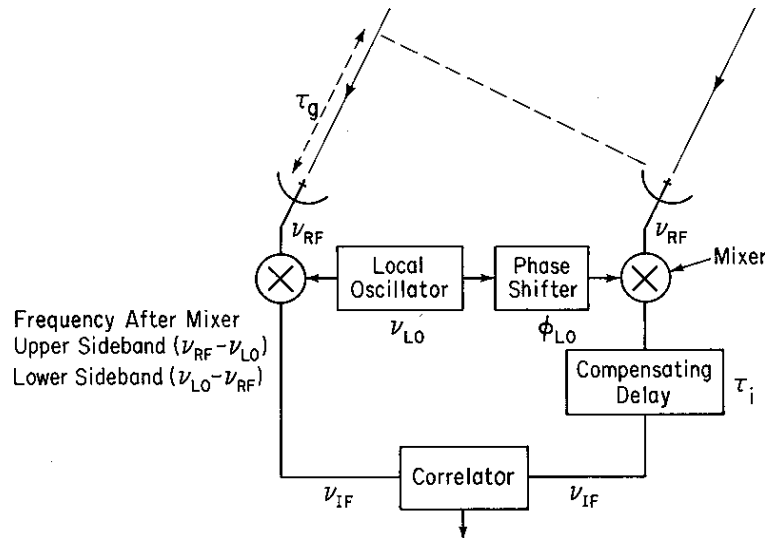 τg
νRF
νRF
Local
Oscillator
Phase
Shifter
Mixer
νLO
ϕLO
Frequency After Mixer
Upper Sideband (νRF–νLO)
Lower Sideband (νLO–νRF)
Compensating
Delay
τi
Correlator
νIF
νIF